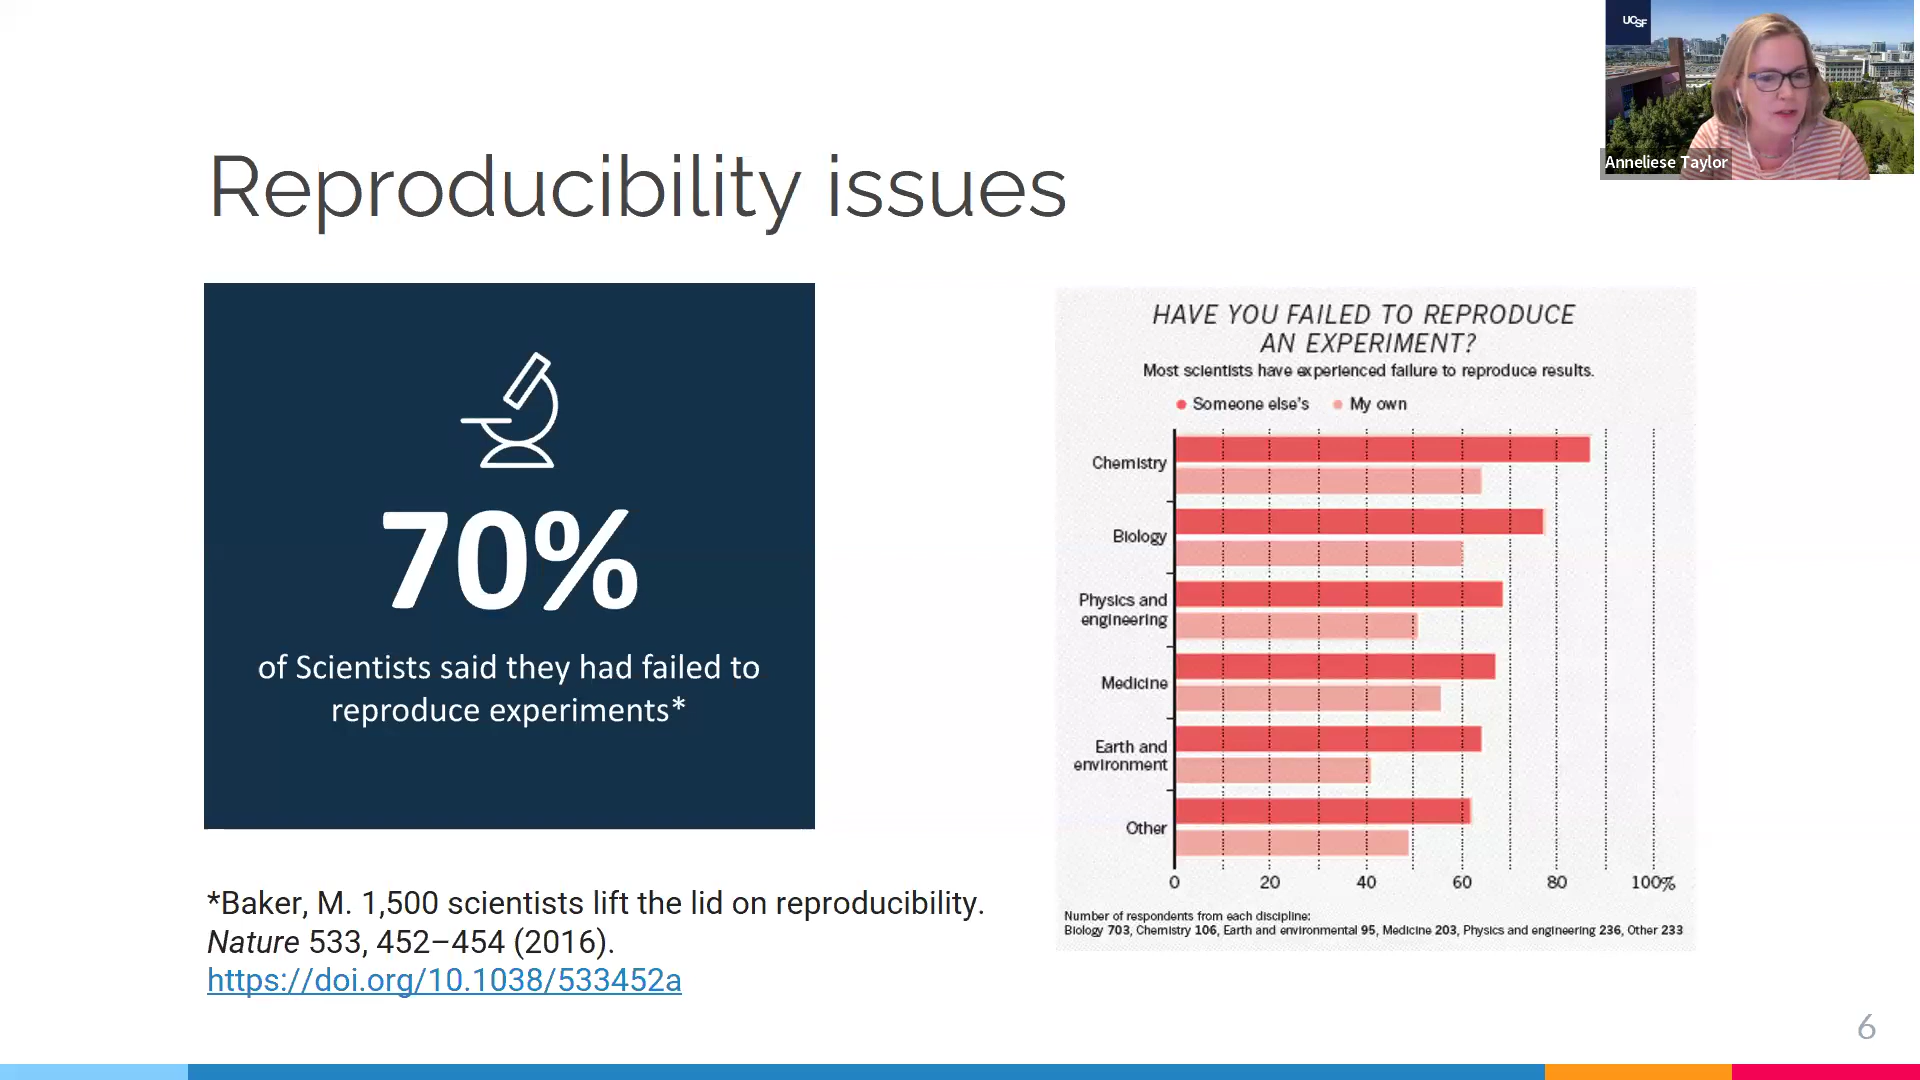 UCSF
Anneliese Taylor
Reproducibility issues
70%
of Scientists said they had failed to
reproduce experiments*
*Baker, M. 1,500 scientists lift the lid on reproducibility.
Nature 533, 452–454 (2016).
https://doi.org/10.1038/533452a
HAVE YOU FAILED TO REPRODUCE
AN EXPERIMENT?
Most scientists have experienced failure to reproduce results.
Someone else's My own
Chemistry
Biology
Physics and
engineering
Medicine
Earth and
environment
Other
0 20 40 60 80 100%
Number of respondents from each discipline:
Biology 703, Chemistry 106, Earth and environmental 95, Medicine 203, Physics and engineering 236, Other 233
6